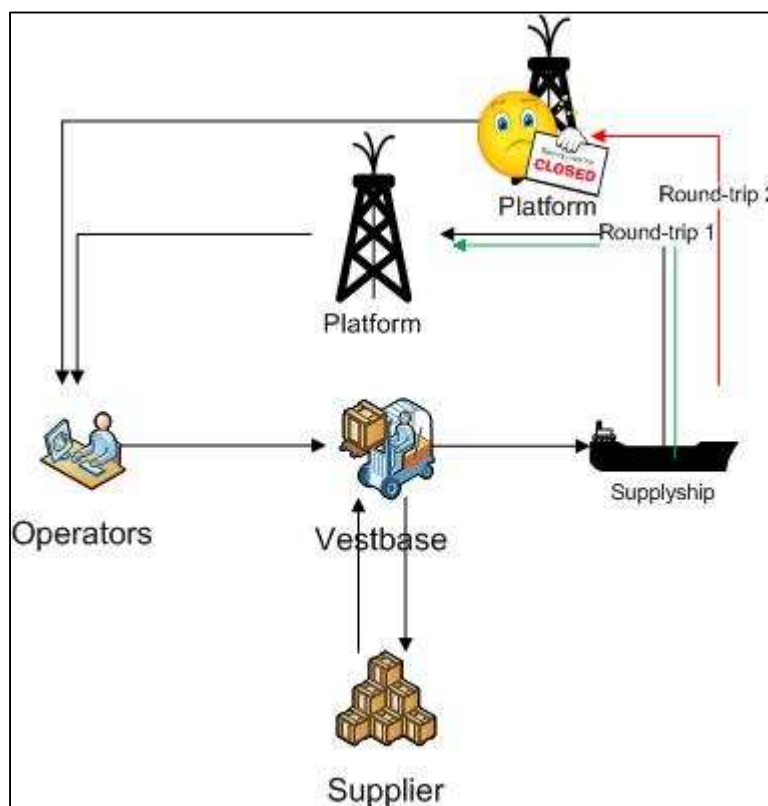 CLOSED
Platform
Round-trip 2
Round-trip 1
Platform
Supplyship
Operators
Vestbase
Supplier